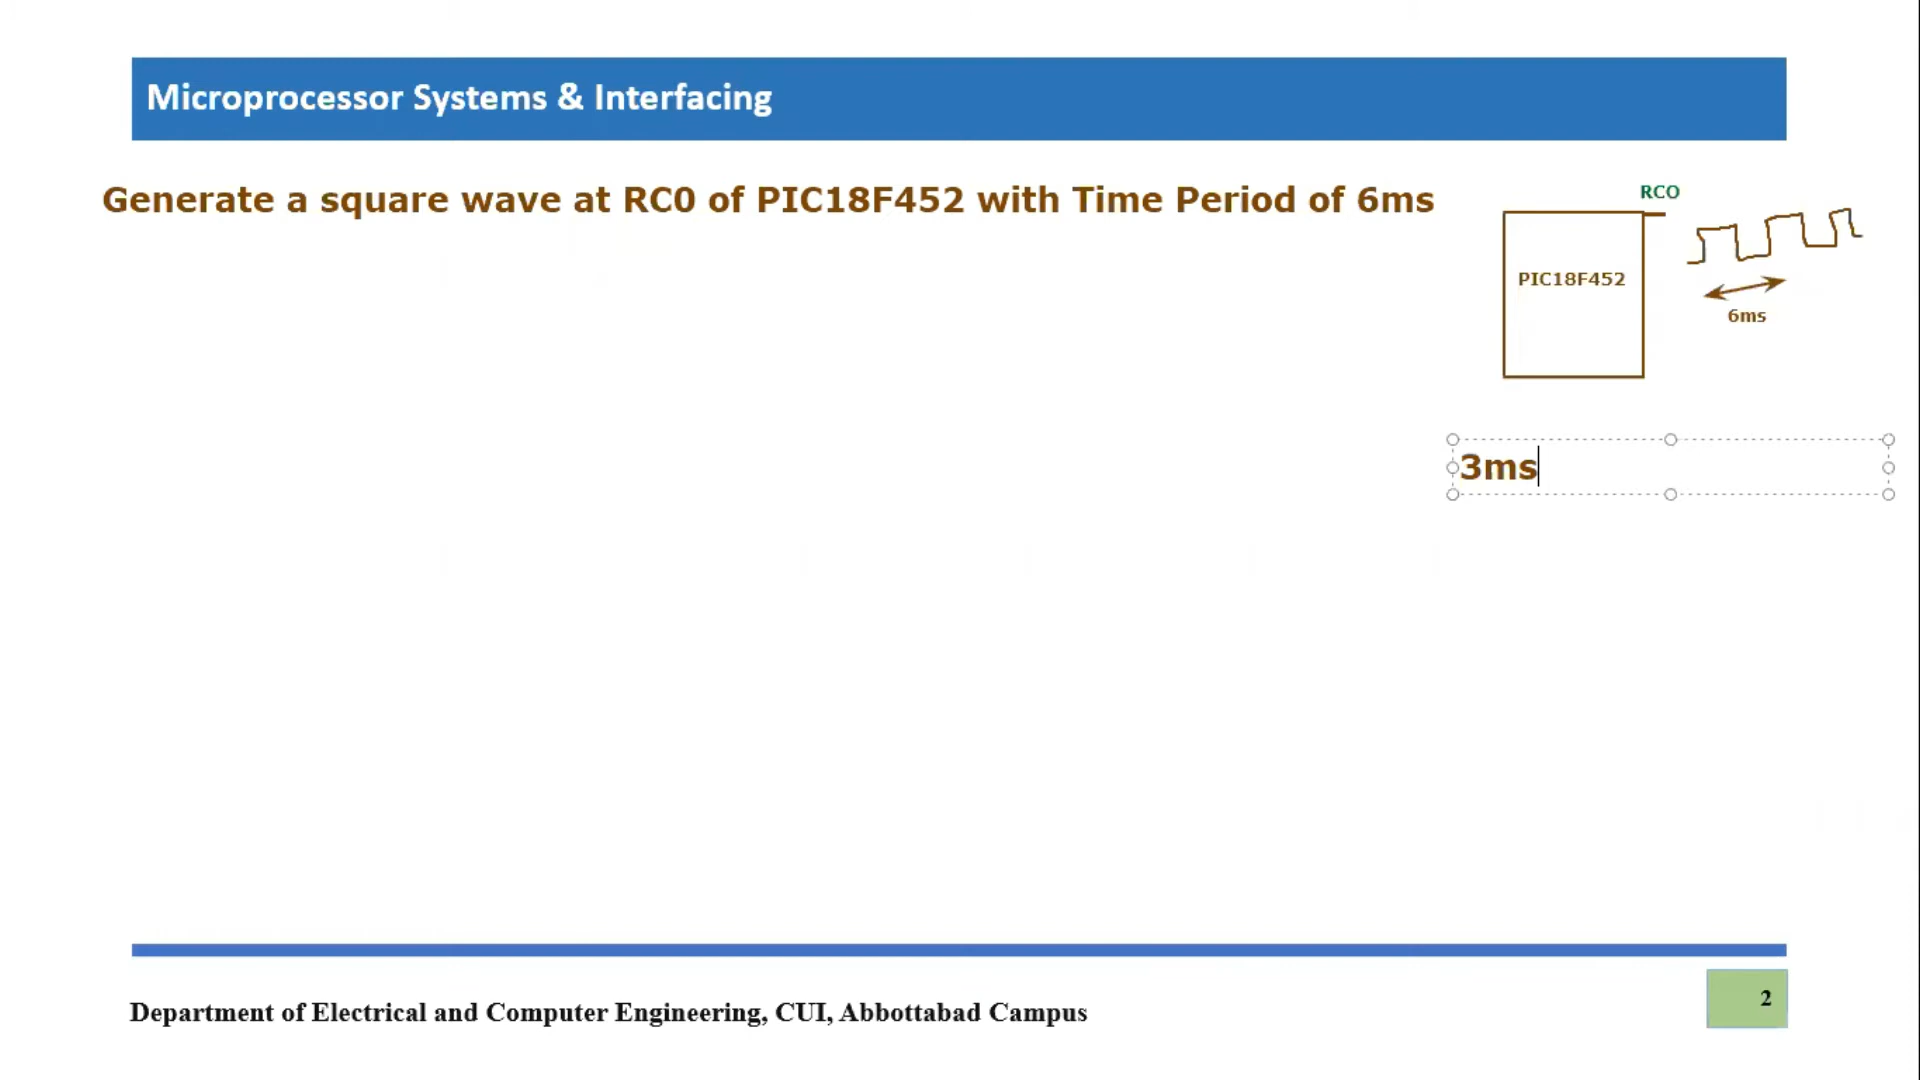 Microprocessor Systems & Interfacing
Generate a square wave at RC0 of PIC18F452 with Time Period of 6ms
RCO
PIC18F452
6ms
3ms
Department of Electrical and Computer Engineering, CUI, Abbottabad Campus
2